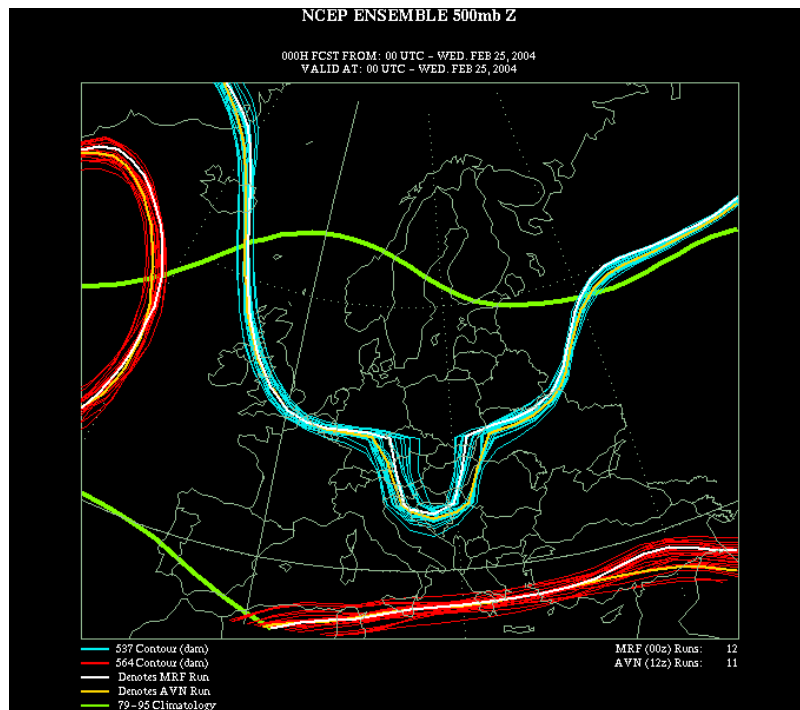 NCEP ENSEMBLE 500mb Z
000H FCST FROM: 00 UTC - WED. FEB 25, 2004
VALID AT: 00 UTC - WED. FEB 25, 2004
537 Contour (dam)
564 Contour (dam)
Denotes MRF Run
Denotes AVN Run
79-95 Climatology
MRF (00z) Runs: 12
AVN (12z) Runs: 11